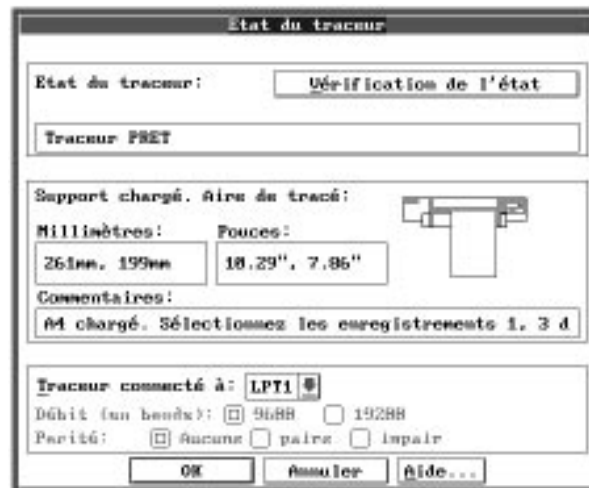 Etat du traceur
Etat du traceur: Vérification de l'état
Traceur PRET
Support chargé. Aire de tracé:
Millimètres: Pouces:
261mm, 199mm 10.29", 7.86"
Commentaires:
A4 chargé. Sélectionnez les enregistrements 1, 3 d
Traceur connecté à: LPT1
Débit (en bauds): 9600 19200
Parité: Aucune paire impair
OK Annuler Aide...